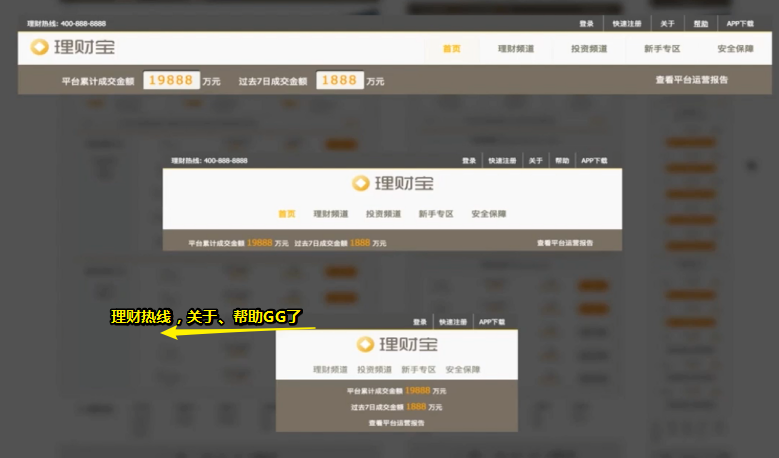 理财热线: 400-888-8888 登录 快速注册 关于 帮助 APP下载
理财宝 首页 理财频道 投资频道 新手专区 安全保障
平台累计成交金额 19888 万元 过去7日成交金额 1888 万元 查看平台运营报告
理财热线: 400-888-8888 登录 快速注册 关于 帮助 APP下载
理财宝
首页 理财频道 投资频道 新手专区 安全保障
平台累计成交金额 19888 万元 过去7日成交金额 1888 万元 查看平台运营报告
理财热线，关于、帮助GG了
登录 快速注册 APP下载
理财宝
理财频道 投资频道 新手专区 安全保障
平台累计成交金额 19888 万元
过去7日成交金额 1888 万元
查看平台运营报告